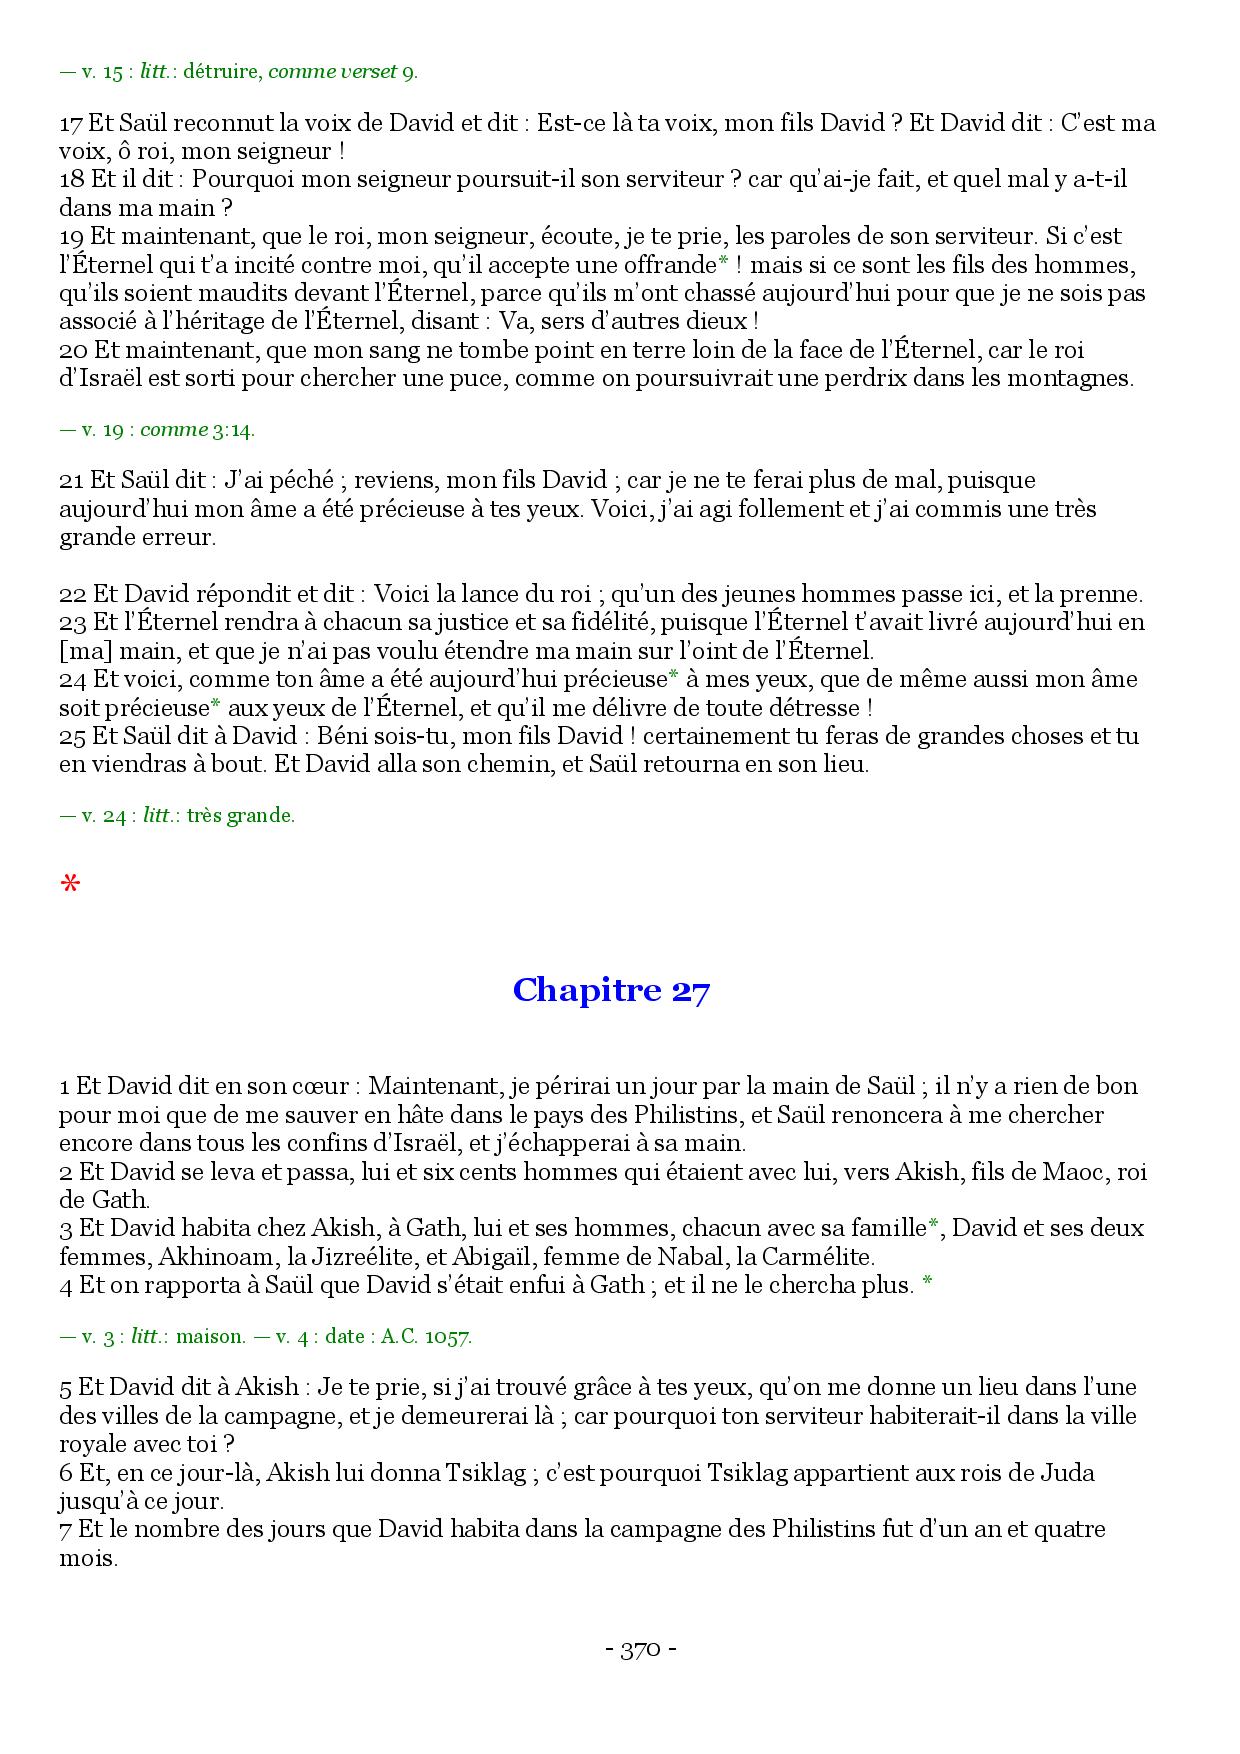 — v. 15 : litt.: détruire, comme verset 9.
17 Et Saül reconnut la voix de David et dit : Est-ce là ta voix, mon fils David ? Et David dit : C’est ma
voix, ô roi, mon seigneur !
18 Et il dit : Pourquoi mon seigneur poursuit-il son serviteur ? car qu’ai-je fait, et quel mal y a-t-il
dans ma main ?
19 Et maintenant, que le roi, mon seigneur, écoute, je te prie, les paroles de son serviteur. Si c’est
l’Éternel qui t’a incité contre moi, qu’il accepte une offrande* ! mais si ce sont les fils des hommes,
qu’ils soient maudits devant l’Éternel, parce qu’ils m’ont chassé aujourd’hui pour que je ne sois pas
associé à l’héritage de l’Éternel, disant : Va, sers d’autres dieux !
20 Et maintenant, que mon sang ne tombe point en terre loin de la face de l’Éternel, car le roi
d’Israël est sorti pour chercher une puce, comme on poursuivrait une perdrix dans les montagnes.
— v. 19 : comme 3:14.
21 Et Saül dit : J’ai péché ; reviens, mon fils David ; car je ne te ferai plus de mal, puisque
aujourd’hui mon âme a été précieuse à tes yeux. Voici, j’ai agi follement et j’ai commis une très
grande erreur.
22 Et David répondit et dit : Voici la lance du roi ; qu’un des jeunes hommes passe ici, et la prenne.
23 Et l’Éternel rendra à chacun sa justice et sa fidélité, puisque l’Éternel t’avait livré aujourd’hui en
[ma] main, et que je n’ai pas voulu étendre ma main sur l’oint de l’Éternel.
24 Et voici, comme ton âme a été aujourd’hui précieuse* à mes yeux, que de même aussi mon âme
soit précieuse* aux yeux de l’Éternel, et qu’il me délivre de toute détresse !
25 Et Saül dit à David : Béni sois-tu, mon fils David ! certainement tu feras de grandes choses et tu
en viendras à bout. Et David alla son chemin, et Saül retourna en son lieu.
— v. 24 : litt.: très grande.
*
Chapitre 27
1 Et David dit en son cœur : Maintenant, je périrai un jour par la main de Saül ; il n’y a rien de bon
pour moi que de me sauver en hâte dans le pays des Philistins, et Saül renoncera à me chercher
encore dans tous les confins d’Israël, et j’échapperai à sa main.
2 Et David se leva et passa, lui et six cents hommes qui étaient avec lui, vers Akish, fils de Maoc, roi
de Gath.
3 Et David habita chez Akish, à Gath, lui et ses hommes, chacun avec sa famille*, David et ses deux
femmes, Akhinoam, la Jizreélite, et Abigaïl, femme de Nabal, la Carmélite.
4 Et on rapporta à Saül que David s’était enfui à Gath ; et il ne le chercha plus. *
— v. 3 : litt.: maison. — v. 4 : date : A.C. 1057.
5 Et David dit à Akish : Je te prie, si j’ai trouvé grâce à tes yeux, qu’on me donne un lieu dans l’une
des villes de la campagne, et je demeurerai là ; car pourquoi ton serviteur habiterait-il dans la ville
royale avec toi ?
6 Et, en ce jour-là, Akish lui donna Tsiklag ; c’est pourquoi Tsiklag appartient aux rois de Juda
jusqu’à ce jour.
7 Et le nombre des jours que David habita dans la campagne des Philistins fut d’un an et quatre
mois.
- 370 -